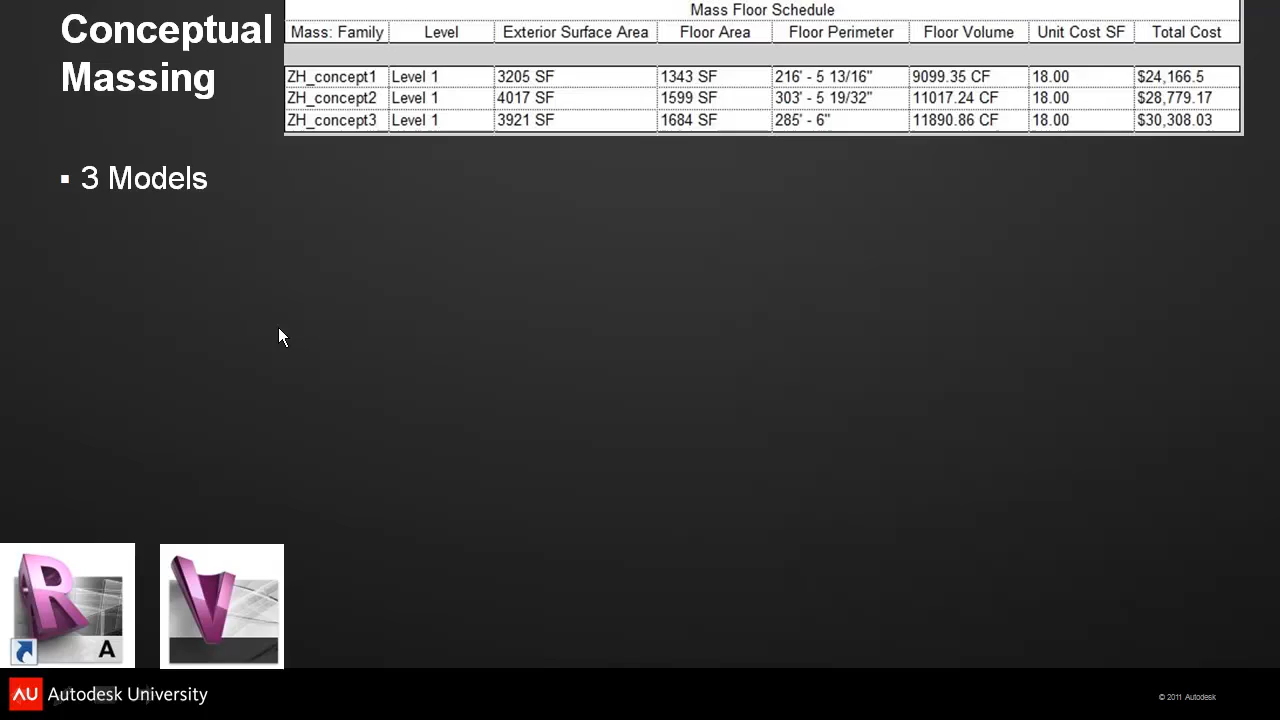 Conceptual
Massing
Mass Floor Schedule
Mass: Family Level Exterior Surface Area Floor Area Floor Perimeter Floor Volume Unit Cost SF Total Cost
ZH_concept1 Level 1 3205 SF 1343 SF 216' - 5 13/16" 9099.35 CF 18.00 $24,166.5
ZH_concept2 Level 1 4017 SF 1599 SF 303' - 5 19/32" 11017.24 CF 18.00 $28,779.17
ZH_concept3 Level 1 3921 SF 1684 SF 285' - 6" 11890.86 CF 18.00 $30,308.03
▪ 3 Models
R
A
V
AU Autodesk University
© 2011 Autodesk